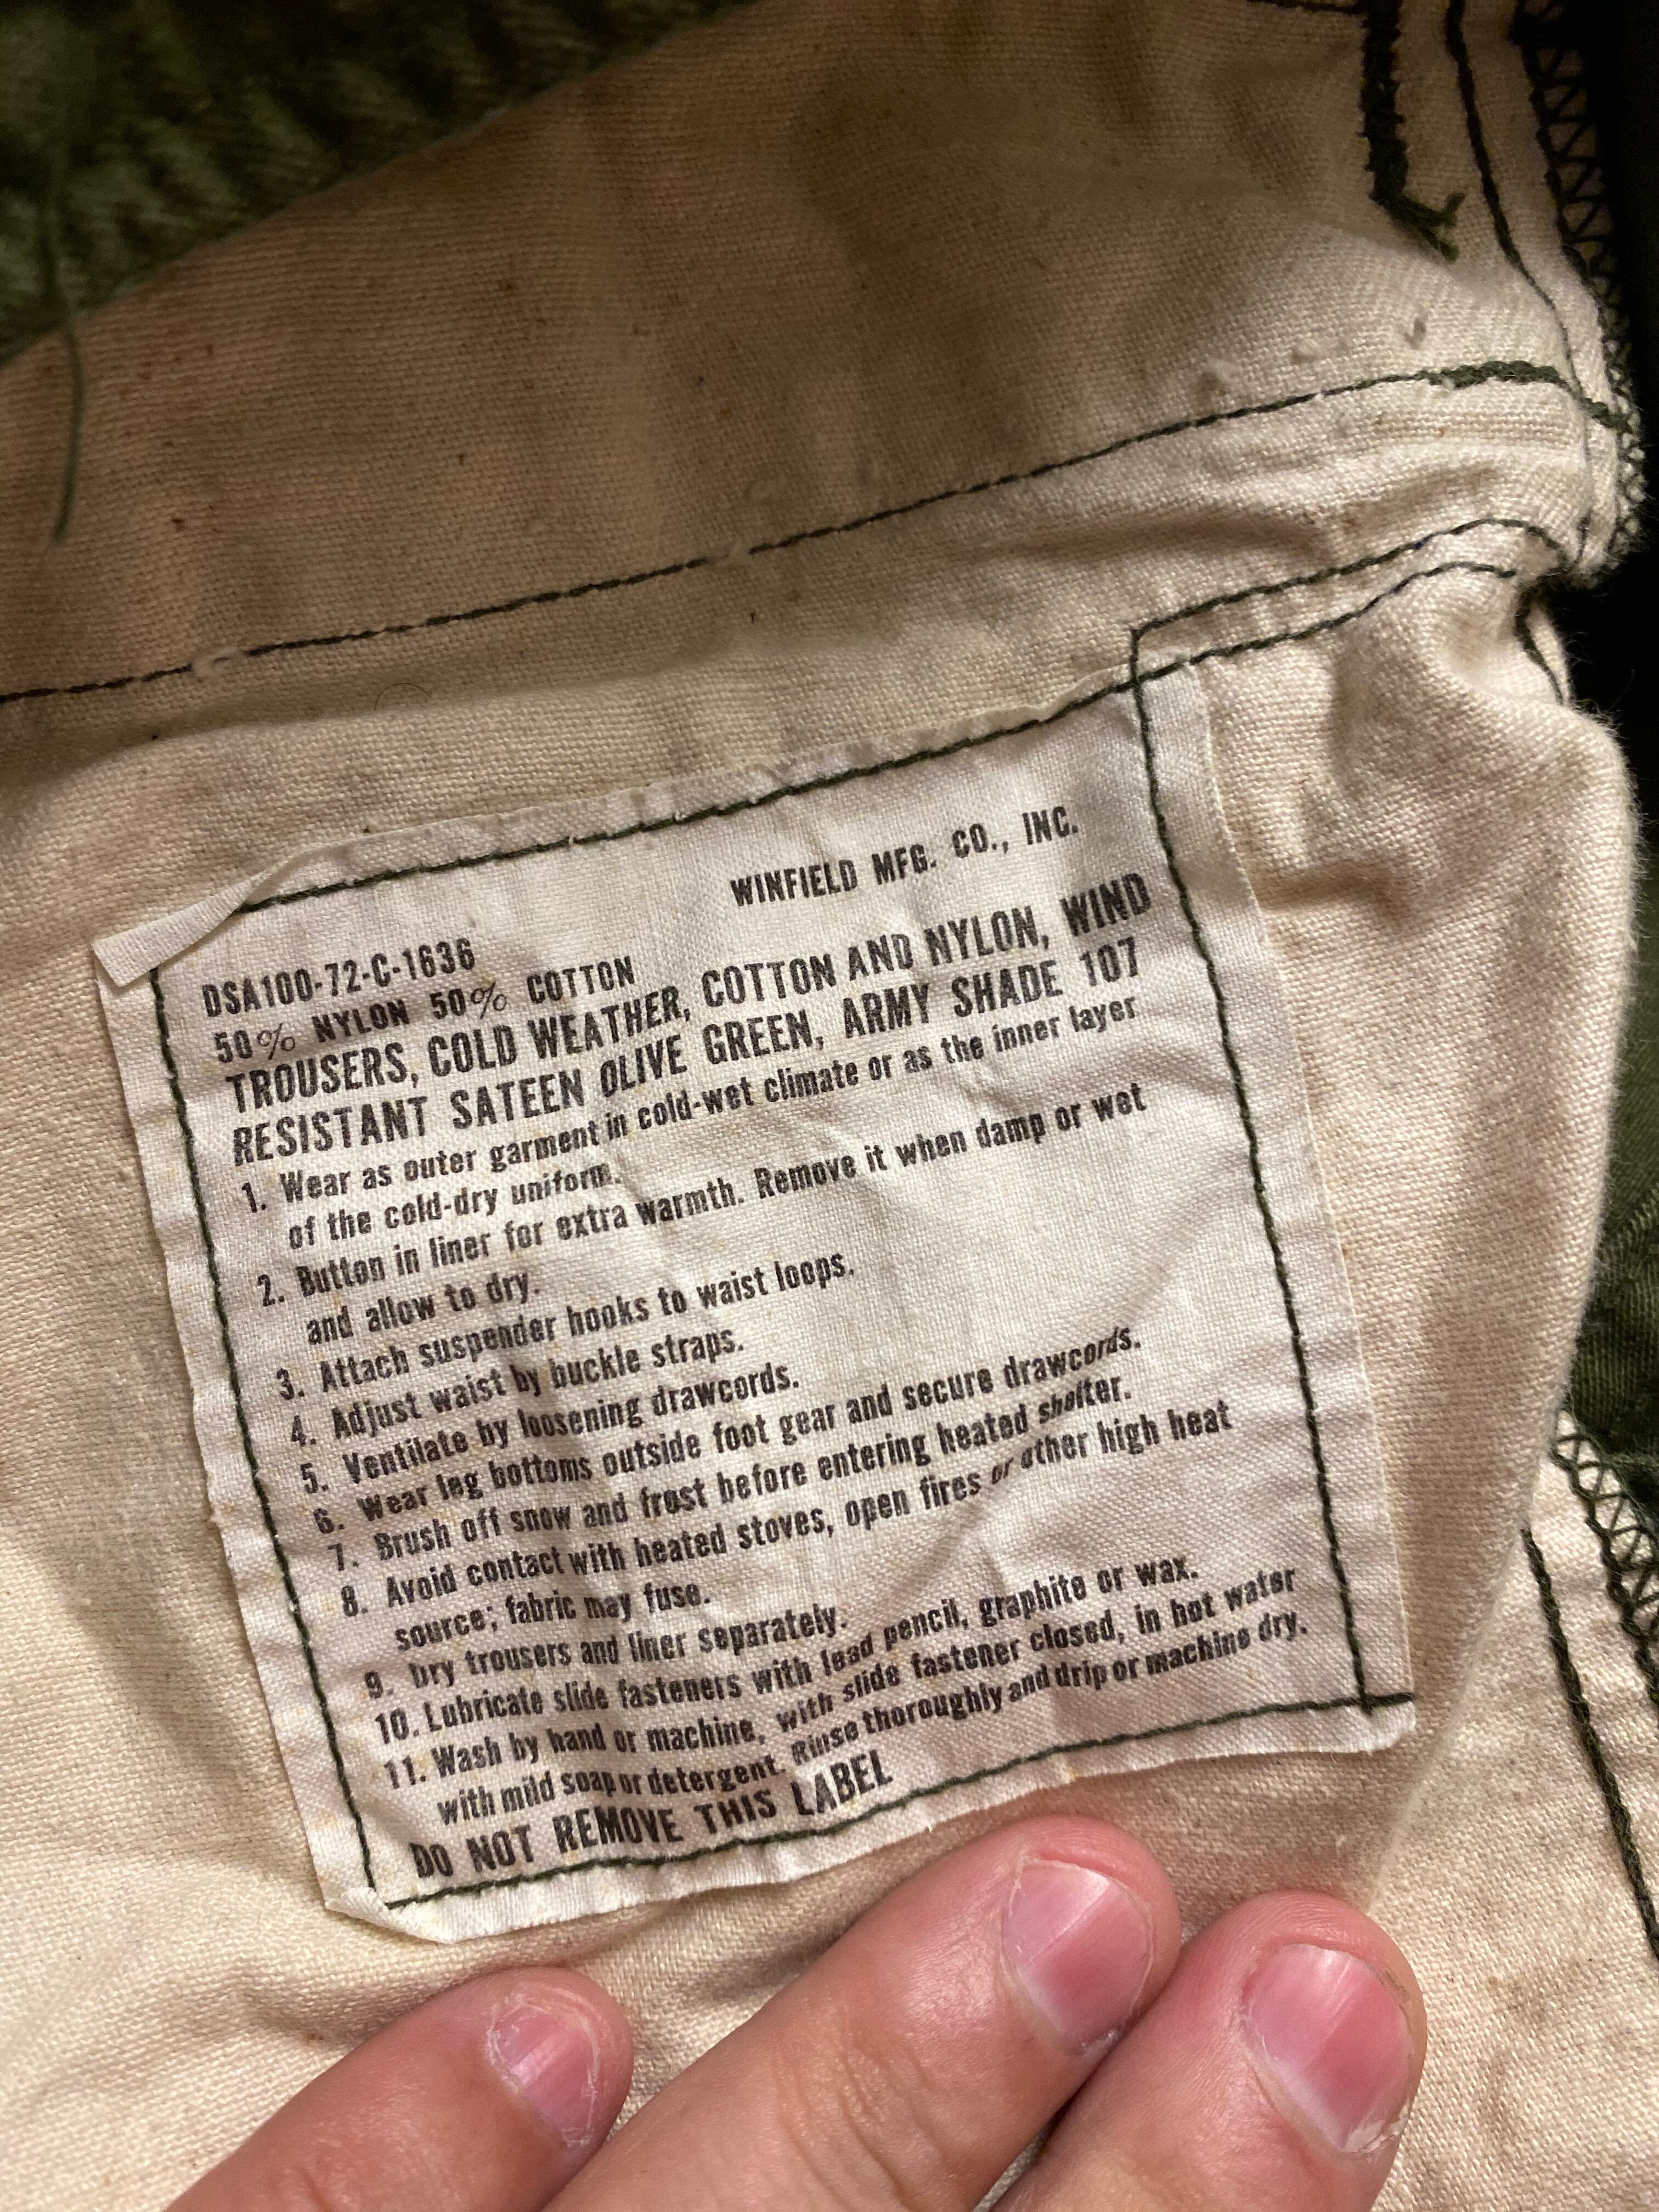 WINFIELD MFG. CO., INC.
DSA100-72-C-1636
50% NYLON 50% COTTON
TROUSERS, COLD WEATHER, COTTON AND NYLON, WIND
RESISTANT SATEEN OLIVE GREEN, ARMY SHADE 107
1. Wear as outer garment in cold-wet climate or as the inner layer
of the cold-dry uniform.
2. Button in liner for extra warmth. Remove it when damp or wet
and allow to dry.
3. Attach suspender hooks to waist loops.
4. Adjust waist by buckle straps.
5. Ventilate by loosening drawcords.
6. Wear leg bottoms outside foot gear and secure drawcords.
7. Brush off snow and frost before entering heated shelter.
8. Avoid contact with heated stoves, open fires or other high heat
source; fabric may fuse.
9. Dry trousers and liner separately.
10. Lubricate slide fasteners with lead pencil, graphite or wax.
11. Wash by hand or machine, with slide fastener closed, in hot water
with mild soap or detergent. Rinse thoroughly and drip or machine dry.
DO NOT REMOVE THIS LABEL